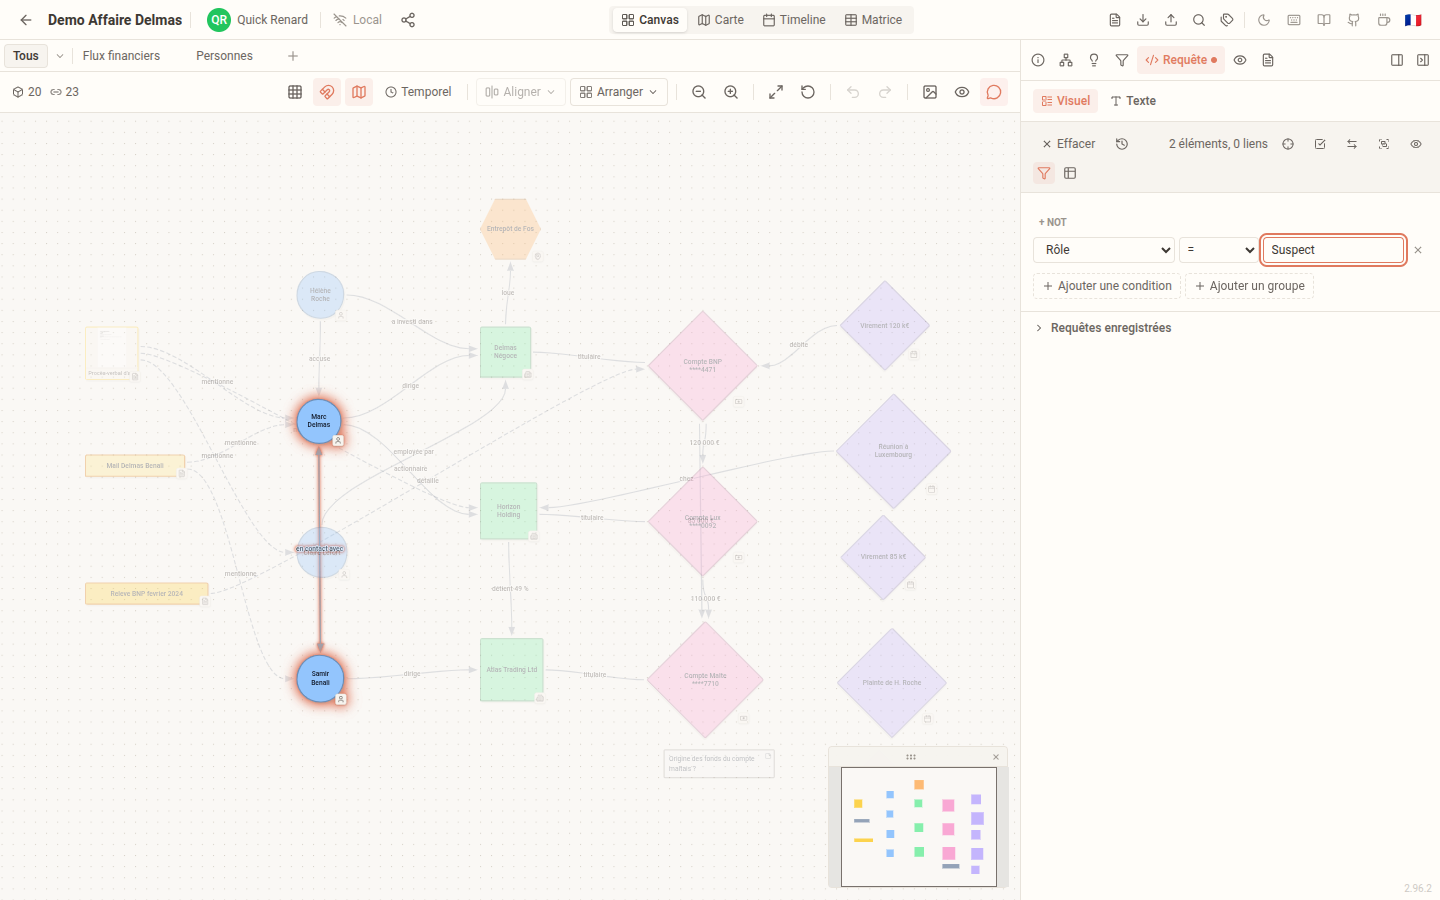 Demo Affaire Delmas
QR Quick Renard
Local
Canvas
Carte
Timeline
Matrice
Tous
Flux financiers
Personnes
20
23
Temporel
Aligner
Arranger
Requête
Visuel
Texte
Effacer
2 éléments, 0 liens
+ NOT
Rôle
=
Suspect
Ajouter une condition
Ajouter un groupe
Requêtes enregistrées
Entrepôt de Fos
loue
Hélène
Roche
a investi dans
accuse
Delmas
Négoce
titulaire
Compte BNP
****4471
débite
Virement 120 k€
mentionne
dirige
Marc
Delmas
mentionne
mentionne
Mail Delmas Benali
employée par
actionnaire
détaille
120 000 €
chez
Réunion à
Luxembourg
Horizon
Holding
titulaire
Compte Lux
en contact avec
Virement 85 k€
mentionne
Relevé BNP février 2024
détient 49 %
110 000 €
Samir
Benali
dirige
Atlas Trading Ltd
titulaire
Compte Malte
****7710
Plainte de H. Roche
Origine des fonds du compte
maltais ?
2.96.2